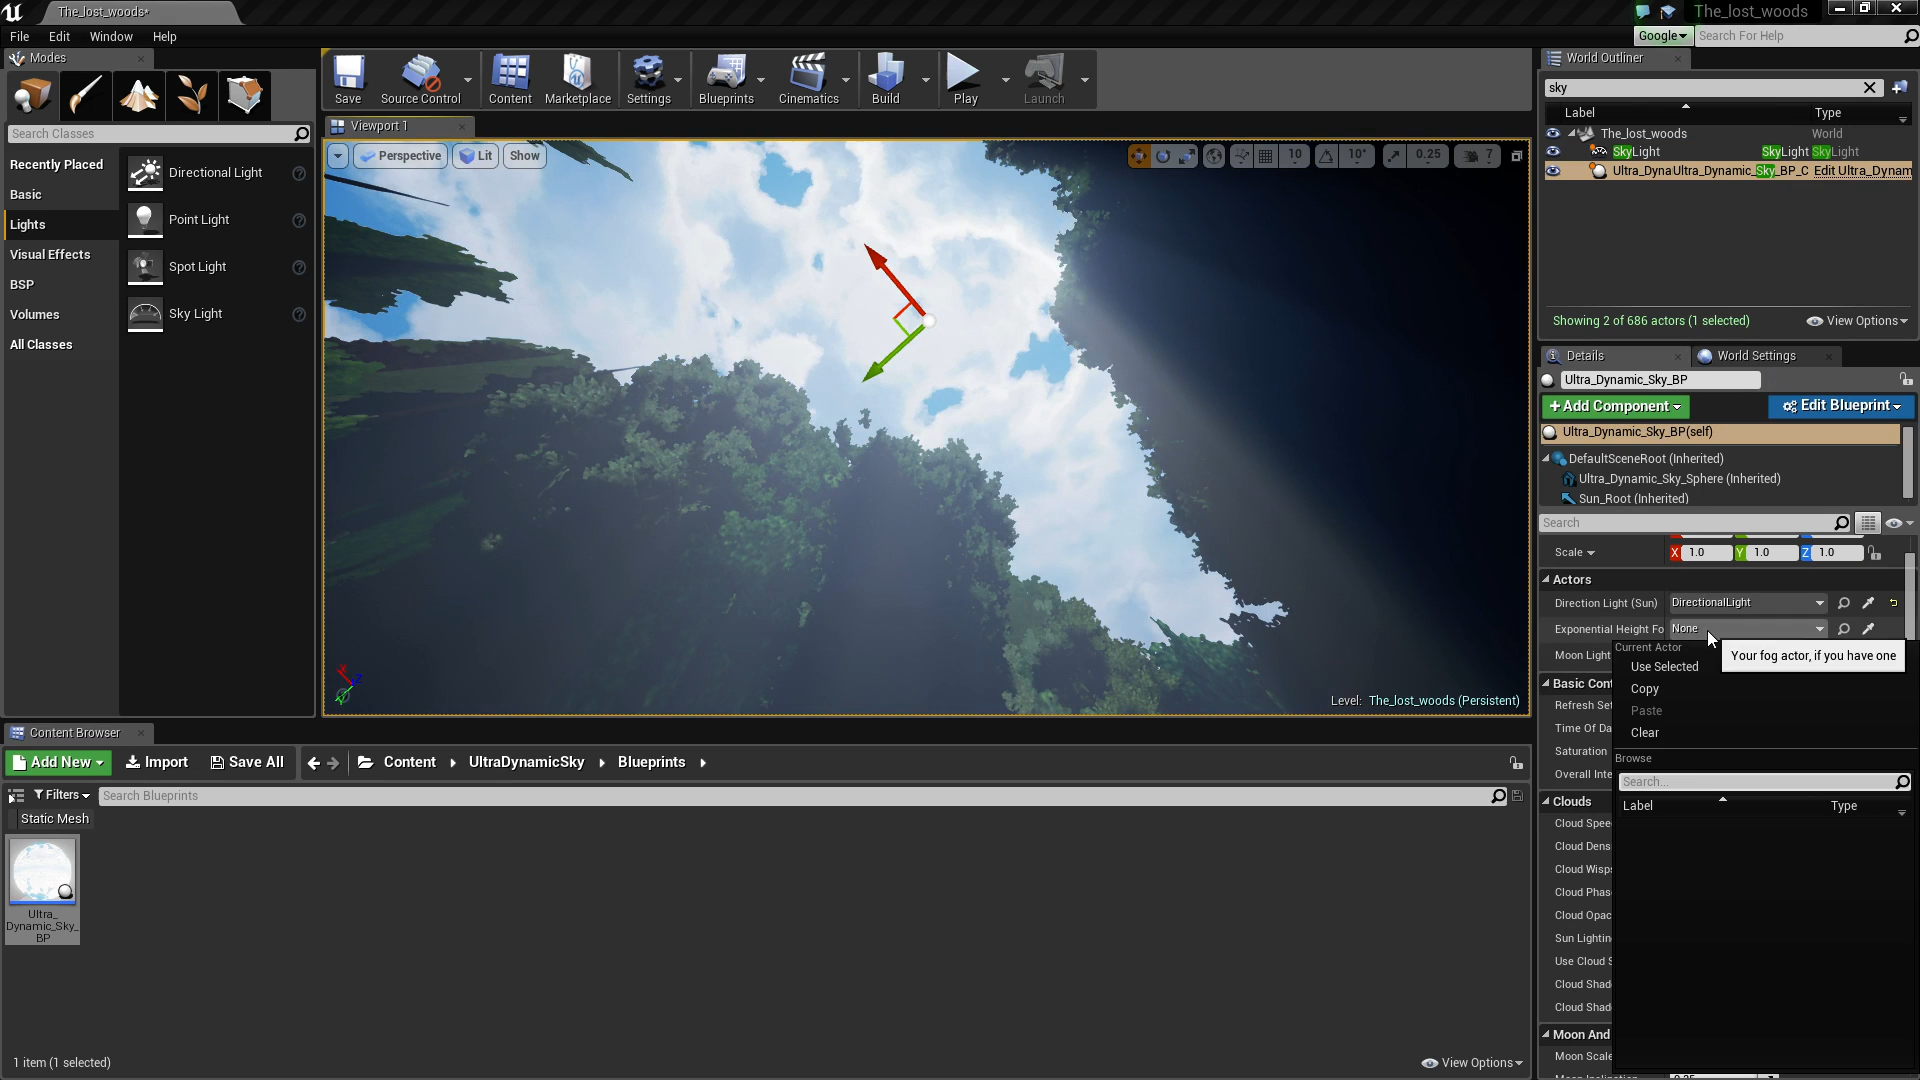 The_lost_woods*
The_lost_woods
File Edit Window Help
Google Search For Help
Modes
Search Classes
Recently Placed
Basic
Lights
Visual Effects
BSP
Volumes
All Classes
Directional Light
Point Light
Spot Light
Sky Light
Save
Source Control
Content
Marketplace
Settings
Blueprints
Cinematics
Build
Play
Launch
Viewport 1
Perspective Lit Show
10 10° 0.25 7
Level: The_lost_woods (Persistent)
World Outliner
sky
Label Type
The_lost_woods World
SkyLight SkyLight SkyLight
Ultra_DynaUltra_Dynamic_Sky_BP_C Edit Ultra_Dynam
Showing 2 of 686 actors (1 selected) View Options
Details World Settings
Ultra_Dynamic_Sky_BP
+Add Component Edit Blueprint
Ultra_Dynamic_Sky_BP(self)
DefaultSceneRoot (Inherited)
Ultra_Dynamic_Sky_Sphere (Inherited)
Sun_Root (Inherited)
Search
Scale X 1.0 Y 1.0 Z 1.0
Actors
Direction Light (Sun) DirectionalLight
Exponential Height Fo None
Moon Light
Your fog actor, if you have one
Current Actor
Use Selected
Copy
Paste
Clear
Browse
Search...
Label Type
Basic Cont
Refresh Set
Time Of Da
Saturation
Overall Inte
Clouds
Cloud Spee
Cloud Dens
Cloud Wisps
Cloud Phas
Cloud Opac
Sun Lightin
Use Cloud S
Cloud Shad
Cloud Shad
Moon And
Moon Scale
Content Browser
Add New Import Save All Content UltraDynamicSky Blueprints
Filters Search Blueprints
Static Mesh
Ultra_
Dynamic_Sky_
BP
1 item (1 selected)
View Options